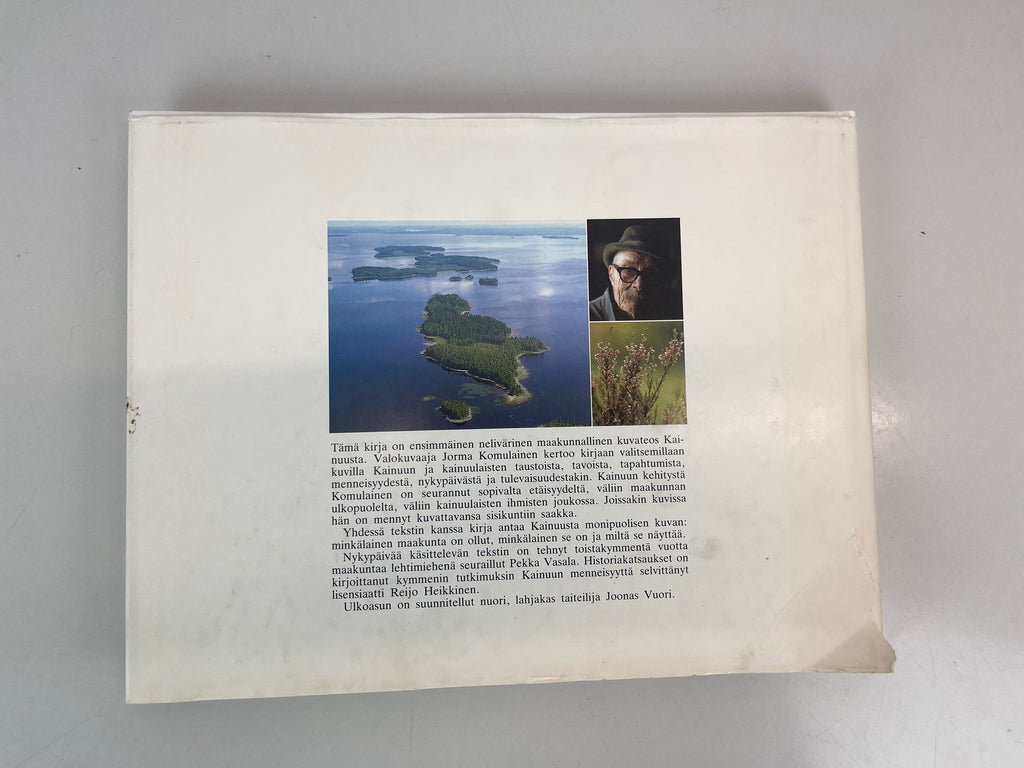 Tämä kirja on ensimmäinen nelivärinen maakunnallinen kuvateos Kai-
nuusta. Valokuvaaja Jorma Komulainen kertoo kirjaan valitsemillaan
kuvilla Kainuun ja kainuulaisten taustoista, tavoista, tapahtumista,
menneisyydestä, nykypäivästä ja tulevaisuudestakin. Kainuun kehitystä
Komulainen on seurannut sopivalta etäisyydeltä, väliin maakunnan
ulkopuolelta, väliin kainuulaisten ihmisten joukossa. Joissakin kuvissa
hän on mennyt kuvattavansa sisikuntiin saakka.
Yhdessä tekstin kanssa kirja antaa Kainuusta monipuolisen kuvan:
minkälainen maakunta on ollut, minkälainen se on ja miltä se näyttää.
Nykypäivää käsittelevän tekstin on tehnyt toistakymmentä vuotta
maakuntaa lehtimiehenä seuraillut Pekka Vasala. Historiakatsaukset on
kirjoittanut kymmenin tutkimuksin Kainuun menneisyyttä selvittänyt
lisensiaatti Reijo Heikkinen.
Ulkoasun on suunnitellut nuori, lahjakas taiteilija Joonas Vuori.